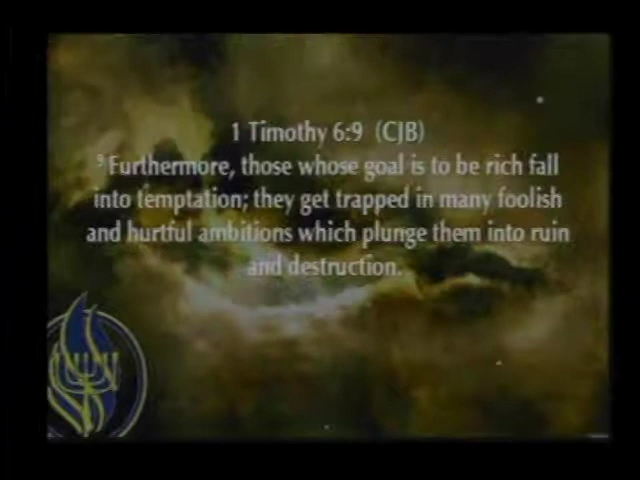 1 Timothy 6:9 (CJB)
9 Furthermore, those whose goal is to be rich fall
into temptation; they get trapped in many foolish
and hurtful ambitions which plunge them into ruin
and destruction.